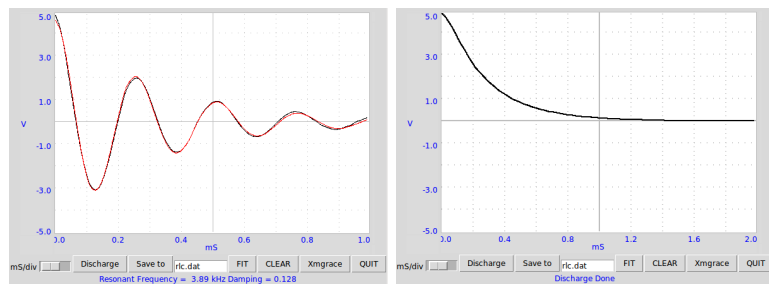 5.0
3.0
1.0
V
-1.0
-3.0
-5.0
0.0 0.2 0.4 0.6 0.8 1.0
mS
mS/div Discharge Save to rlc.dat FIT CLEAR Xmgrace QUIT
Resonant Frequency = 3.89 kHz Damping = 0.128
5.0
3.0
1.0
V
-1.0
-3.0
-5.0
0.0 0.4 0.8 1.2 1.6 2.0
mS
mS/div Discharge Save to rlc.dat FIT CLEAR Xmgrace QUIT
Discharge Done